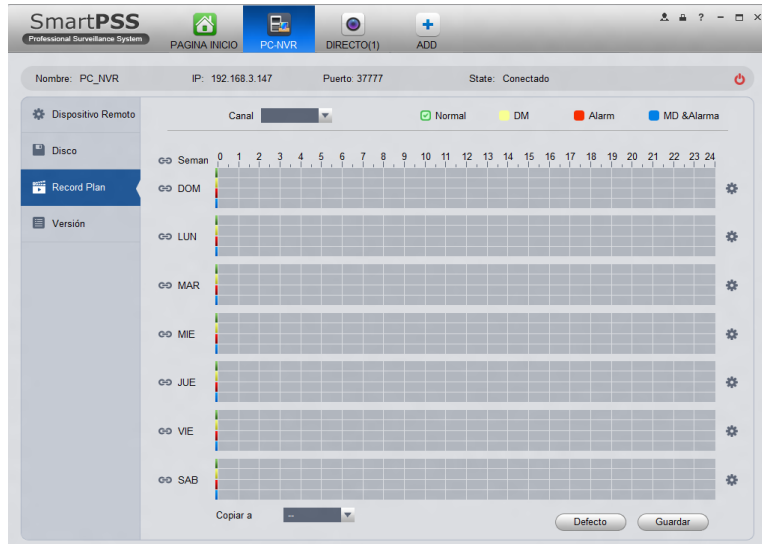 SmartPSS
Professional Surveillance System
PAGINA INICIO
PC-NVR
DIRECTO(1)
ADD
Nombre: PC_NVR
IP: 192.168.3.147
Puerto: 37777
State: Conectado
Dispositivo Remoto
Disco
Record Plan
Versión
Canal
Normal
DM
Alarm
MD &Alarma
Seman
0 1 2 3 4 5 6 7 8 9 10 11 12 13 14 15 16 17 18 19 20 21 22 23 24
DOM
LUN
MAR
MIE
JUE
VIE
SAB
Copiar a
--
Defecto
Guardar